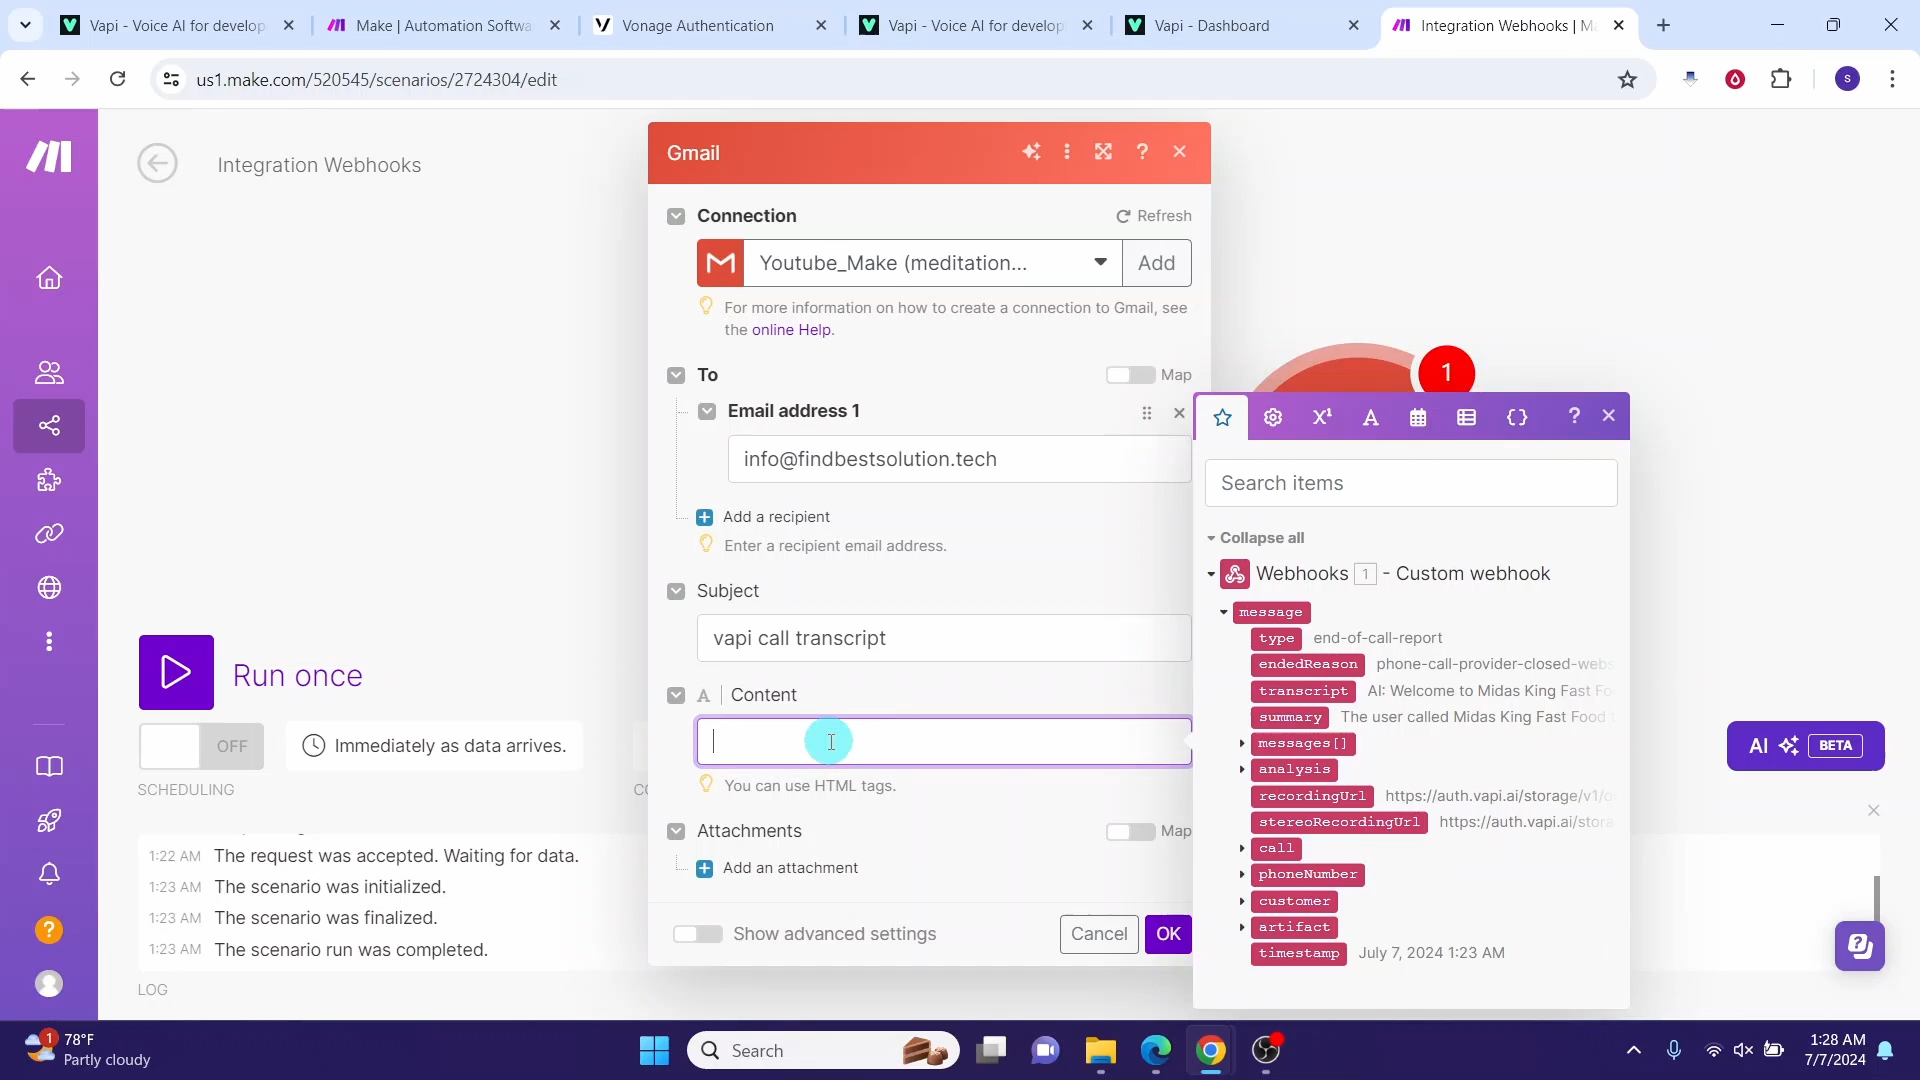 Vapi - Voice AI for develop
Make | Automation Softwa
Vonage Authentication
Vapi - Voice AI for develop
Vapi - Dashboard
Integration Webhooks | Ma
us1.make.com/520545/scenarios/2724304/edit
S
Integration Webhooks
Gmail
Connection
Refresh
Youtube_Make (meditation...
Add
For more information on how to create a connection to Gmail, see
the online Help.
To
Map
Email address 1
info@findbestsolution.tech
Add a recipient
Enter a recipient email address.
Subject
vapi call transcript
A | Content
You can use HTML tags.
Attachments
Map
Add an attachment
Show advanced settings
Cancel
OK
1
Search items
Collapse all
Webhooks 1 - Custom webhook
message
type end-of-call-report
endedReason phone-call-provider-closed-webs
transcript AI: Welcome to Midas King Fast Fo
summary The user called Midas King Fast Food t
messages[]
analysis
recordingUrl https://auth.vapi.ai/storage/v1/o
stereoRecordingUrl https://auth.vapi.ai/stora
call
phoneNumber
customer
artifact
timestamp July 7, 2024 1:23 AM
Run once
OFF
Immediately as data arrives.
SCHEDULING
CO
AI BETA
1:22 AM The request was accepted. Waiting for data.
1:23 AM The scenario was initialized.
1:23 AM The scenario was finalized.
1:23 AM The scenario run was completed.
LOG
1
78°F
Partly cloudy
Search
1:28 AM
7/7/2024